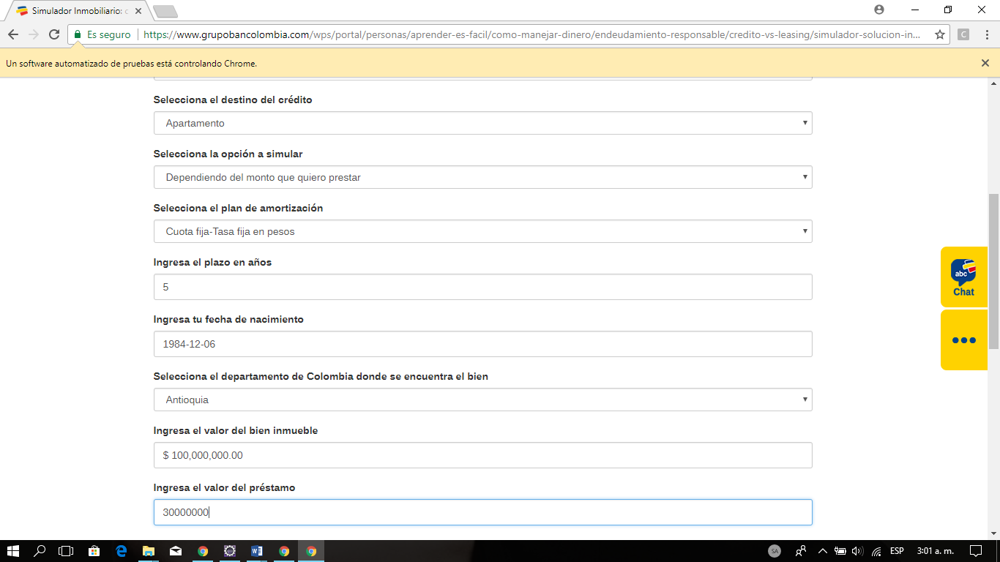 Simulador Inmobiliario: c
Es seguro
https://www.grupobancolombia.com/wps/portal/personas/aprender-es-facil/como-manejar-dinero/endeudamiento-responsable/credito-vs-leasing/simulador-solucion-in...
C
Un software automatizado de pruebas está controlando Chrome.
Selecciona el destino del crédito
Apartamento
Selecciona la opción a simular
Dependiendo del monto que quiero prestar
Selecciona el plan de amortización
Cuota fija-Tasa fija en pesos
Ingresa el plazo en años
5
Ingresa tu fecha de nacimiento
1984-12-06
Selecciona el departamento de Colombia donde se encuentra el bien
Antioquia
Ingresa el valor del bien inmueble
$ 100,000,000.00
Ingresa el valor del préstamo
30000000
abc
Chat
SA
ESP
3:01 a. m.